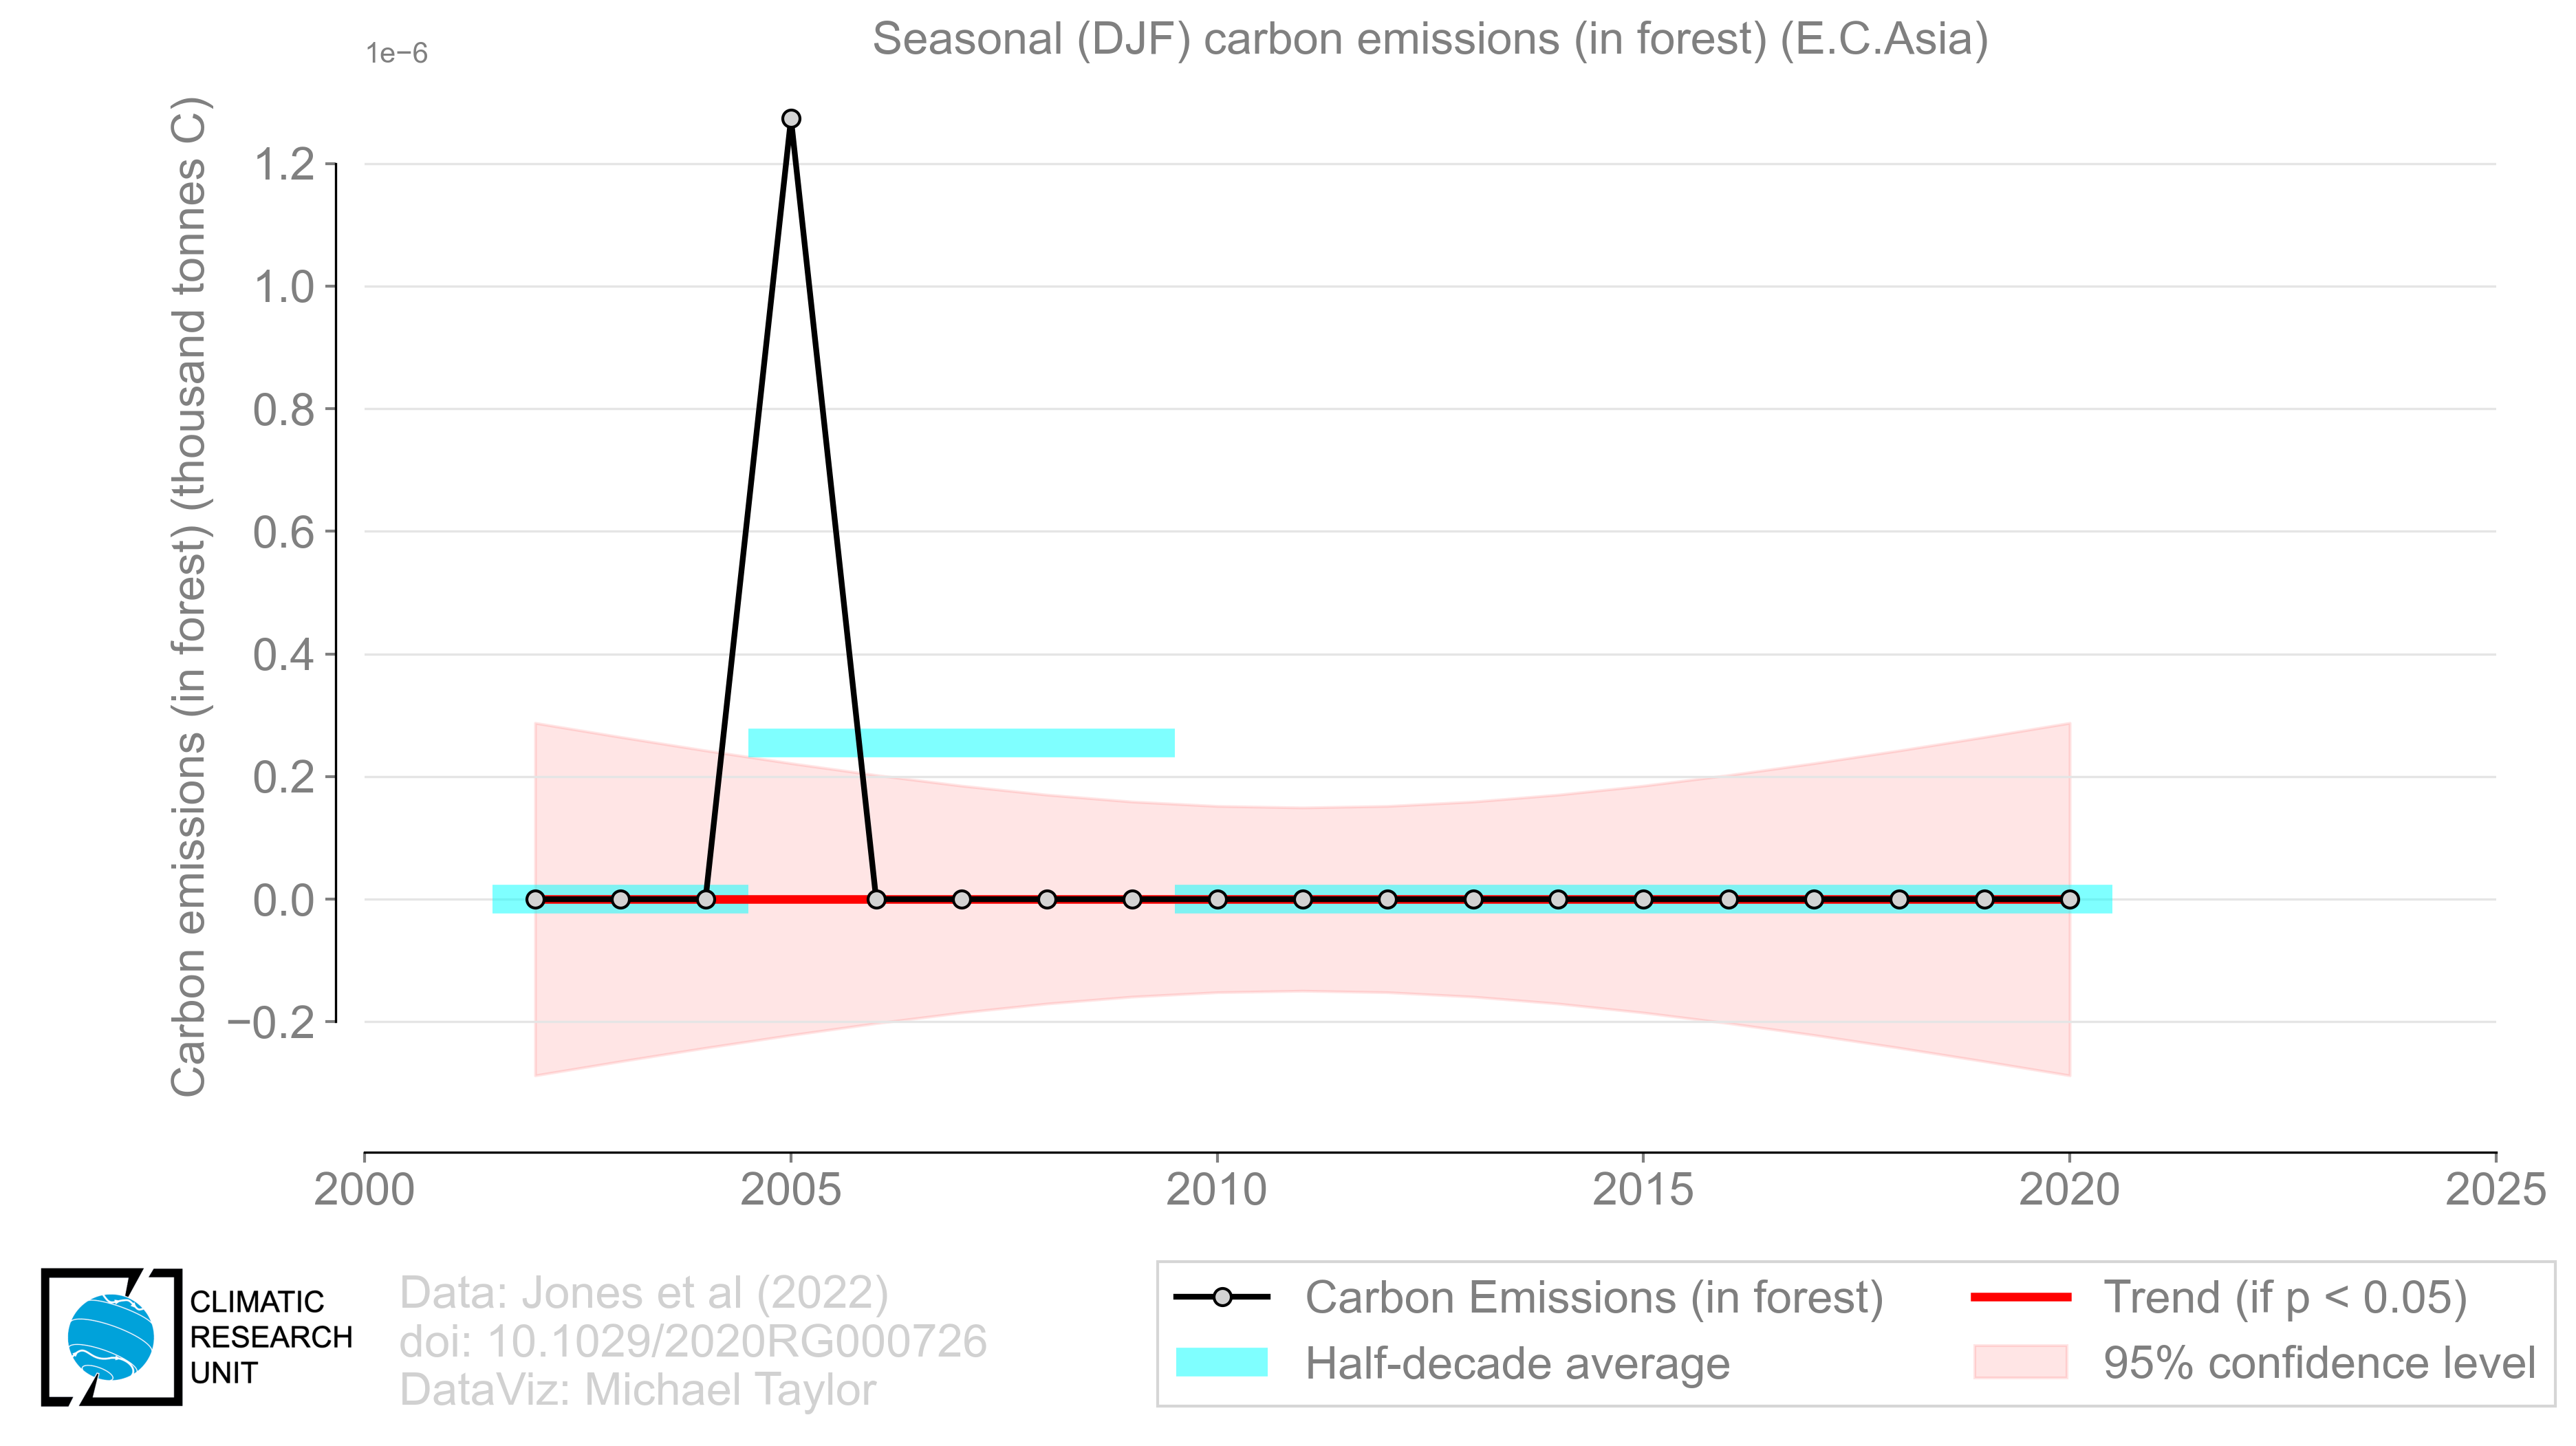 Seasonal (DJF) carbon emissions (in forest) (E.C.Asia)
1e−6
Carbon emissions (in forest) (thousand tonnes C)
1.2
1.0
0.8
0.6
0.4
0.2
0.0
−0.2
2000 2005 2010 2015 2020 2025
CLIMATIC
RESEARCH
UNIT
Data: Jones et al (2022)
doi: 10.1029/2020RG000726
DataViz: Michael Taylor
Carbon Emissions (in forest)
Half-decade average
Trend (if p < 0.05)
95% confidence level